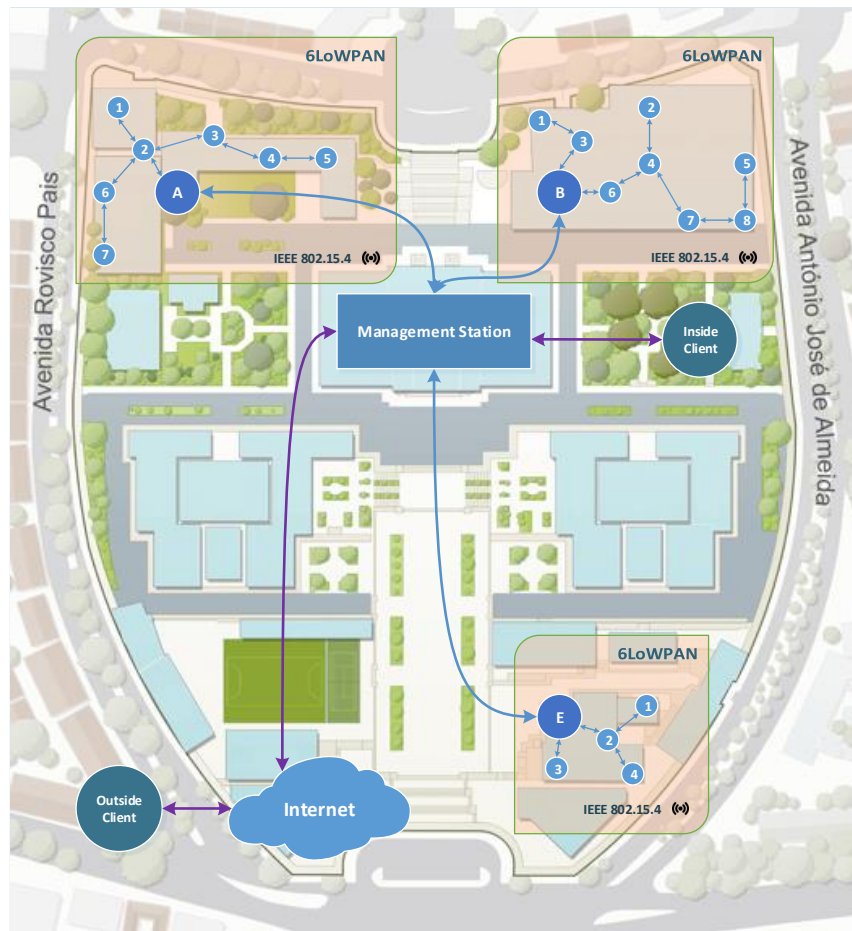 6LoWPAN
1
2
3
4
5
6
7
A
IEEE 802.15.4
6LoWPAN
1
2
3
4
5
B
6
7
8
IEEE 802.15.4
Avenida Rovisco Pais
Avenida António José de Almeida
Management Station
Inside
Client
6LoWPAN
E
1
2
3
4
IEEE 802.15.4
Outside
Client
Internet